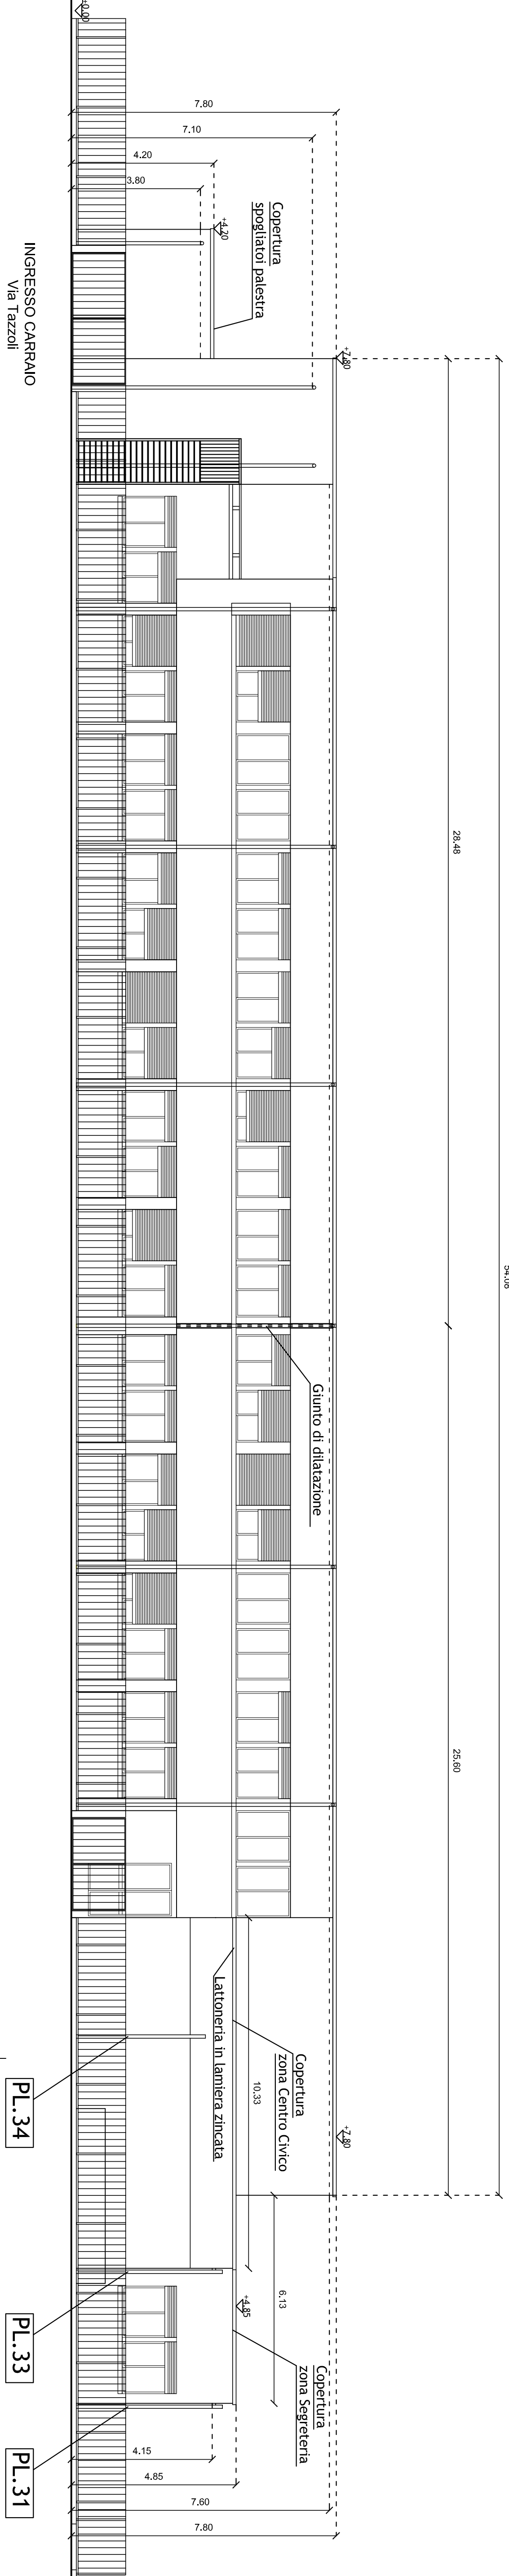 ±0.00
7.80
7.10
4.20
3.80
+4.20
Copertura
spogliatoi palestra
INGRESSO CARRAIO
Via Tazzoli
+7.80
28.48
54.08
Giunto di dilatazione
25.60
Lattoneria in lamiera zincata
Copertura
zona Centro Civico
10.33
+7.80
6.13
+4.85
Copertura
zona Segreteria
PL.34
PL.33
PL.31
4.15
4.85
7.60
7.80